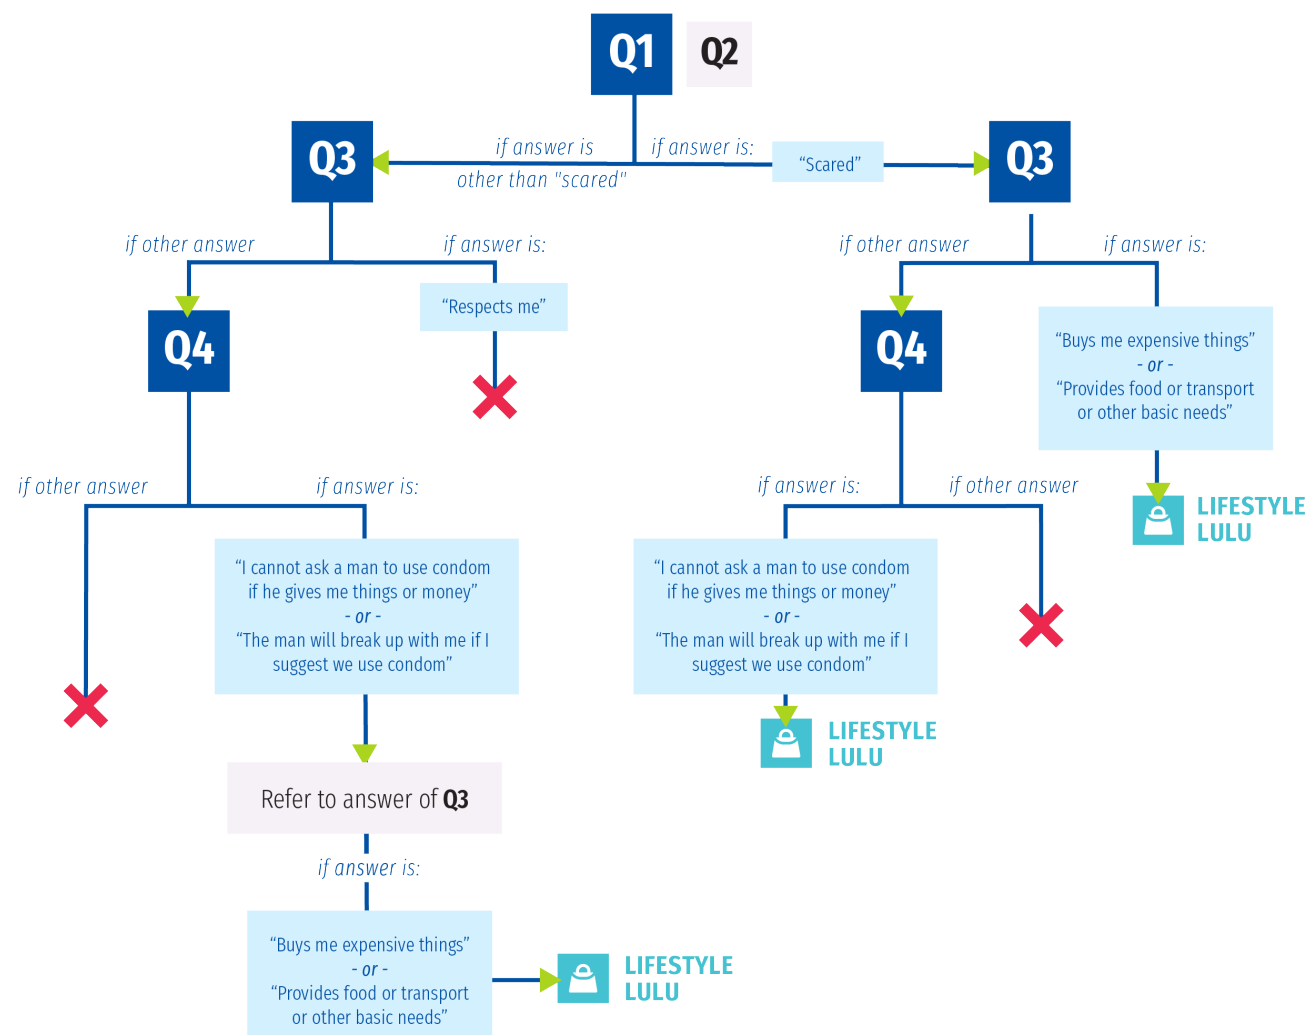 Q1
Q2
if answer is
other than "scared"
if answer is:
“Scared”
Q3
Q3
if other answer
if answer is:
“Respects me”
if other answer
if answer is:
“Buys me expensive things”
- or -
“Provides food or transport
or other basic needs”
LIFESTYLE
LULU
Q4
Q4
if other answer
if answer is:
“I cannot ask a man to use condom
if he gives me things or money”
- or -
“The man will break up with me if I
suggest we use condom”
if answer is:
if other answer
“I cannot ask a man to use condom
if he gives me things or money”
- or -
“The man will break up with me if I
suggest we use condom”
LIFESTYLE
LULU
Refer to answer of Q3
if answer is:
“Buys me expensive things”
- or -
“Provides food or transport
or other basic needs”
LIFESTYLE
LULU